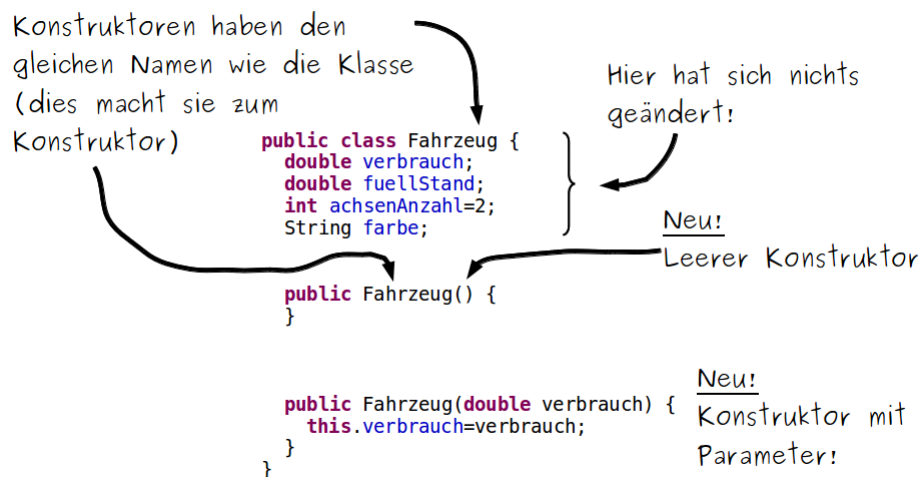 Konstruktoren haben den
gleichen Namen wie die Klasse
(dies macht sie zum
Konstruktor)
Hier hat sich nichts
geändert!
public class Fahrzeug {
double verbrauch;
double fuellStand;
int achsenAnzahl=2;
String farbe;
Neu!
Leerer Konstruktor
public Fahrzeug() {
}
public Fahrzeug(double verbrauch) {
this.verbrauch=verbrauch;
}
}
Neu!
Konstruktor mit
Parameter!